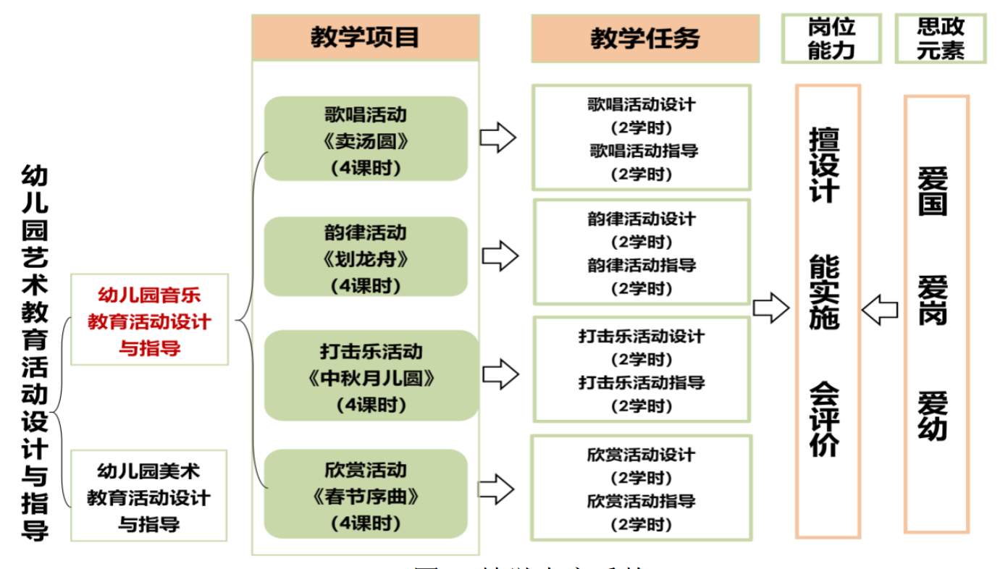 教学项目
教学任务
岗位
能力
思政
元素
幼儿园艺术教育活动设计与指导
幼儿园音乐
教育活动设计
与指导
幼儿园美术
教育活动设计
与指导
歌唱活动
《卖汤圆》
(4课时)
韵律活动
《划龙舟》
(4课时)
打击乐活动
《中秋月儿圆》
(4课时)
欣赏活动
《春节序曲》
(4课时)
歌唱活动设计
(2学时)
歌唱活动指导
(2学时)
韵律活动设计
(2学时)
韵律活动指导
(2学时)
打击乐活动设计
(2学时)
打击乐活动指导
(2学时)
欣赏活动设计
(2学时)
欣赏活动指导
(2学时)
擅设计
能实施
会评价
爱国
爱岗
爱幼